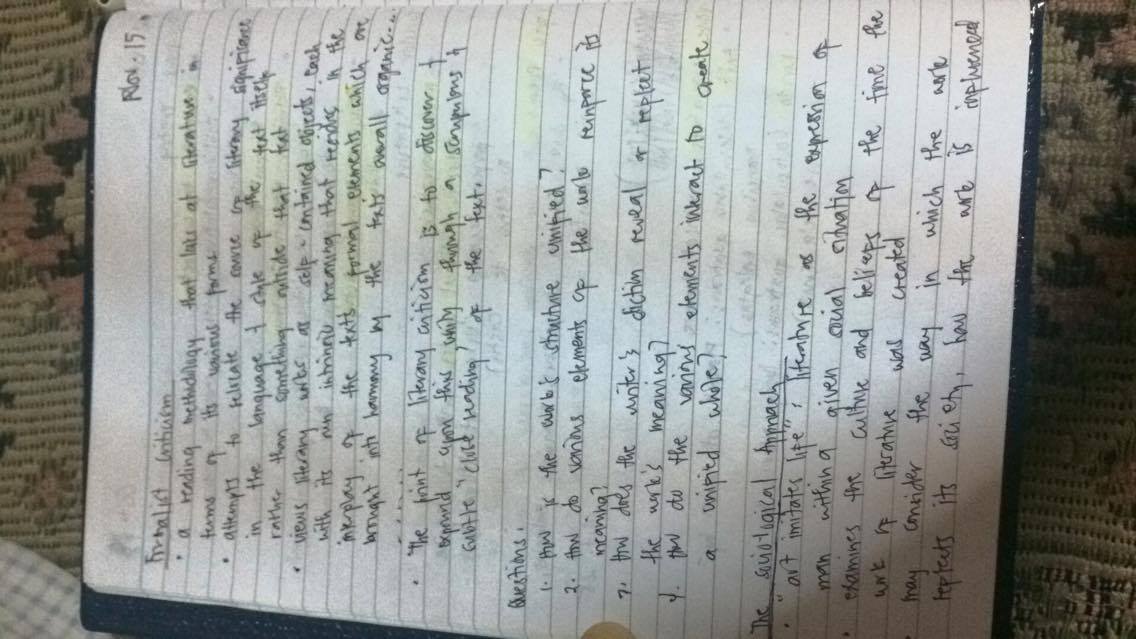 Nov. 15.
Formalist Criticism
• a reading methodology that looks at literature in
terms of its various forms
• attempts to relocate the source of literary significance
in the language & style of the text itself
rather than something outside that text
• views literary works as self-contained objects, each
with its own intrinsic meaning that resides in the
interplay of the text's formal elements which are
brought into harmony by the text's overall organic...
......
• The point of literary criticism is to discover &
expound upon this unity through a scrupulous &
subtle "close reading" of the text.
Questions:
1. How is the work's structure unified?
2. How do various elements of the work reinforce its
meaning?
3. How does the writer's diction reveal or reflect
the work's meaning?
4. How do the various elements interact to create
a unified whole?
The Sociological Approach
• "art imitates life", literature as the expression of
man within a given social situation
• examines the culture and beliefs of the time the
work of literature was created
• may consider the way in which the work
reflects its society, how the work is influenced